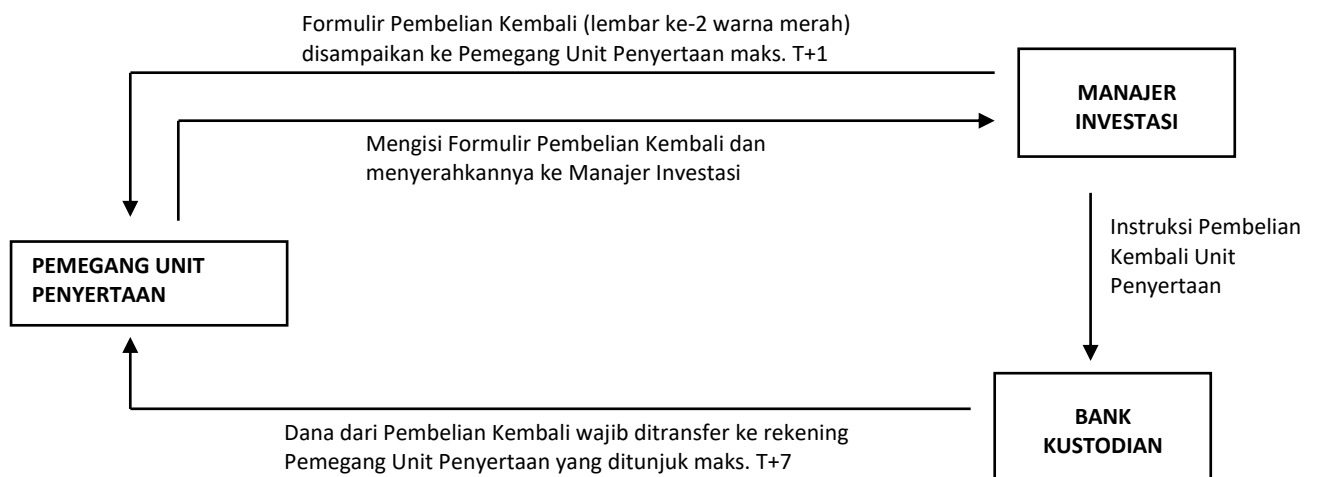 Formulir Pembelian Kembali (lembar ke-2 warna merah)
disampaikan ke Pemegang Unit Penyertaan maks. T+1
MANAJER
INVESTASI
Mengisi Formulir Pembelian Kembali dan
menyerahkannya ke Manajer Investasi
Instruksi Pembelian
Kembali Unit
Penyertaan
PEMEGANG UNIT
PENYERTAAN
BANK
KUSTODIAN
Dana dari Pembelian Kembali wajib ditransfer ke rekening
Pemegang Unit Penyertaan yang ditunjuk maks. T+7